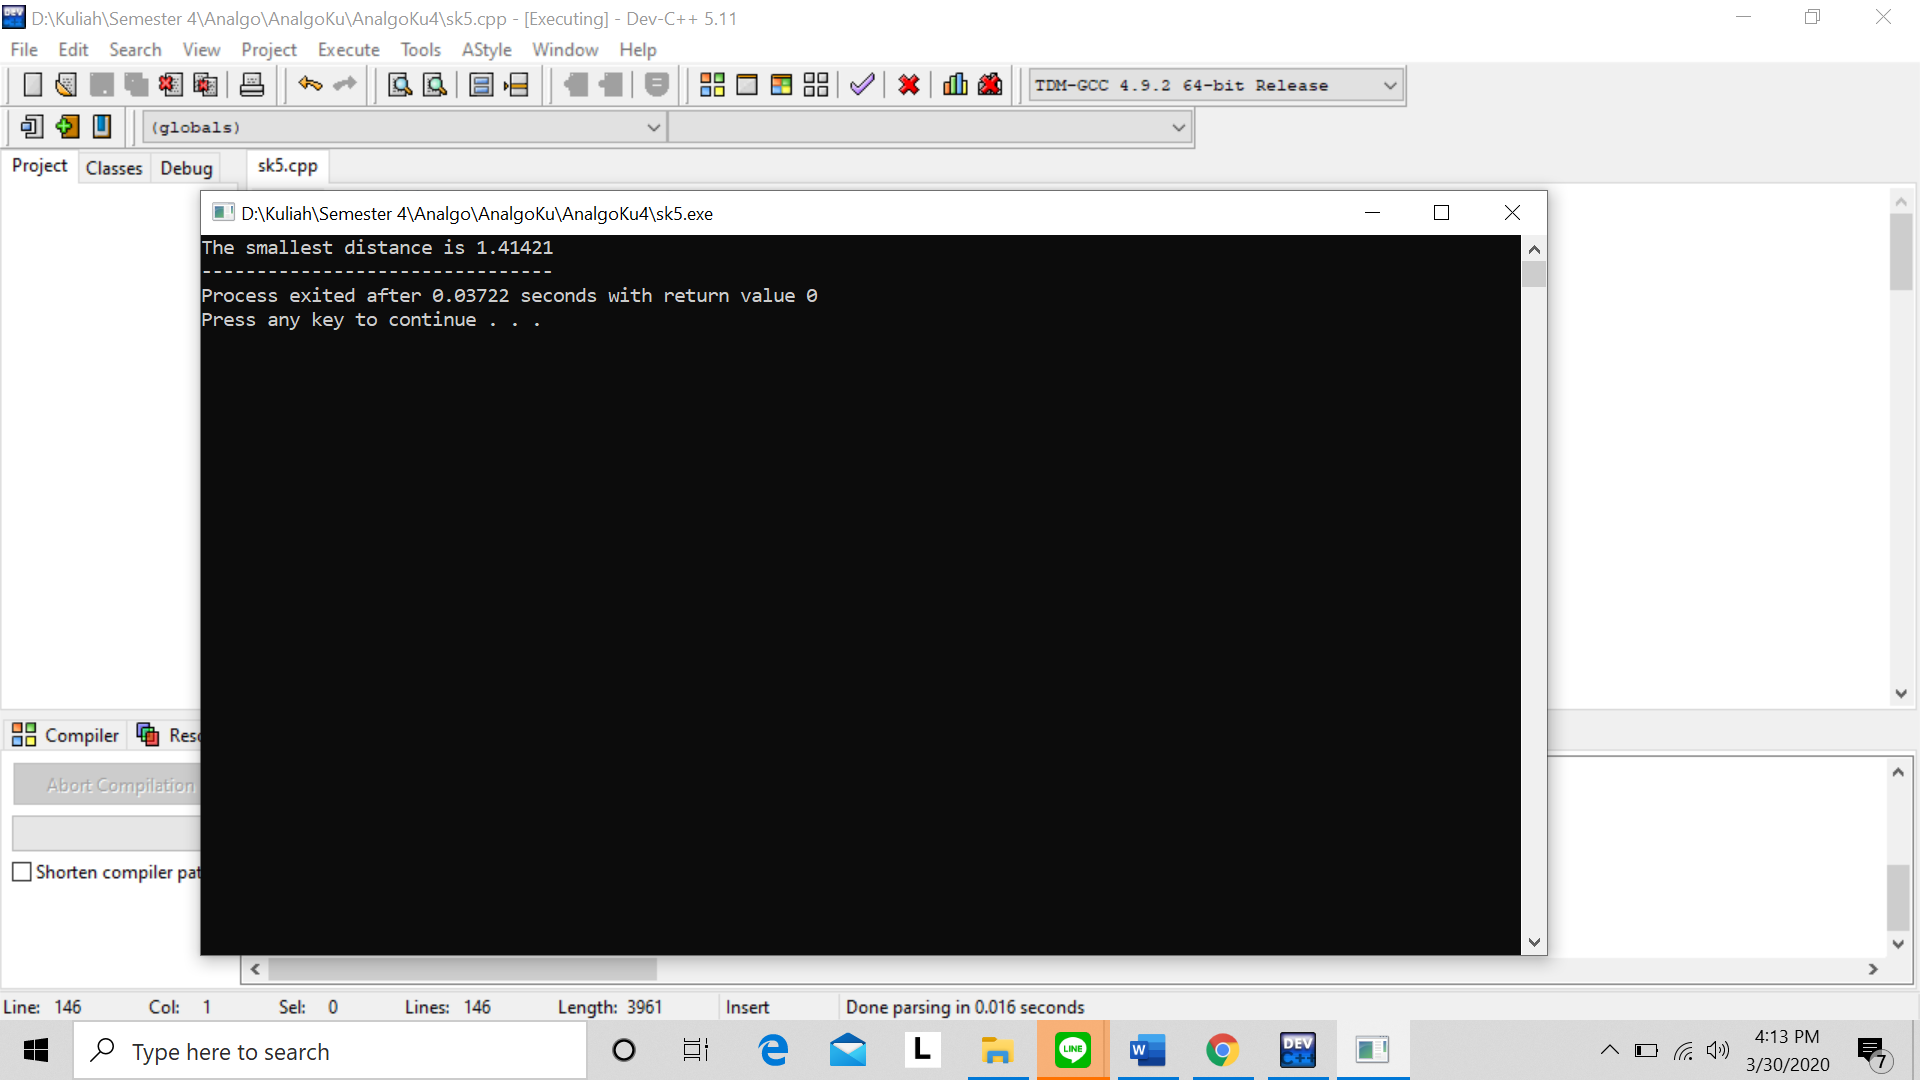 D:\Kuliah\Semester 4\Analgo\AnalgoKu\AnalgoKu4\sk5.cpp - [Executing] - Dev-C++ 5.11
File Edit Search View Project Execute Tools AStyle Window Help
TDM-GCC 4.9.2 64-bit Release
(globals)
Project Classes Debug sk5.cpp
D:\Kuliah\Semester 4\Analgo\AnalgoKu\AnalgoKu4\sk5.exe
The smallest distance is 1.41421
--------------------------------
Process exited after 0.03722 seconds with return value 0
Press any key to continue . . .
Compiler Reso
Abort Compilation
Shorten compiler pat
Line: 146 Col: 1 Sel: 0 Lines: 146 Length: 3961 Insert Done parsing in 0.016 seconds
Type here to search
L
LINE
W
DEV C++
4:13 PM
3/30/2020
7